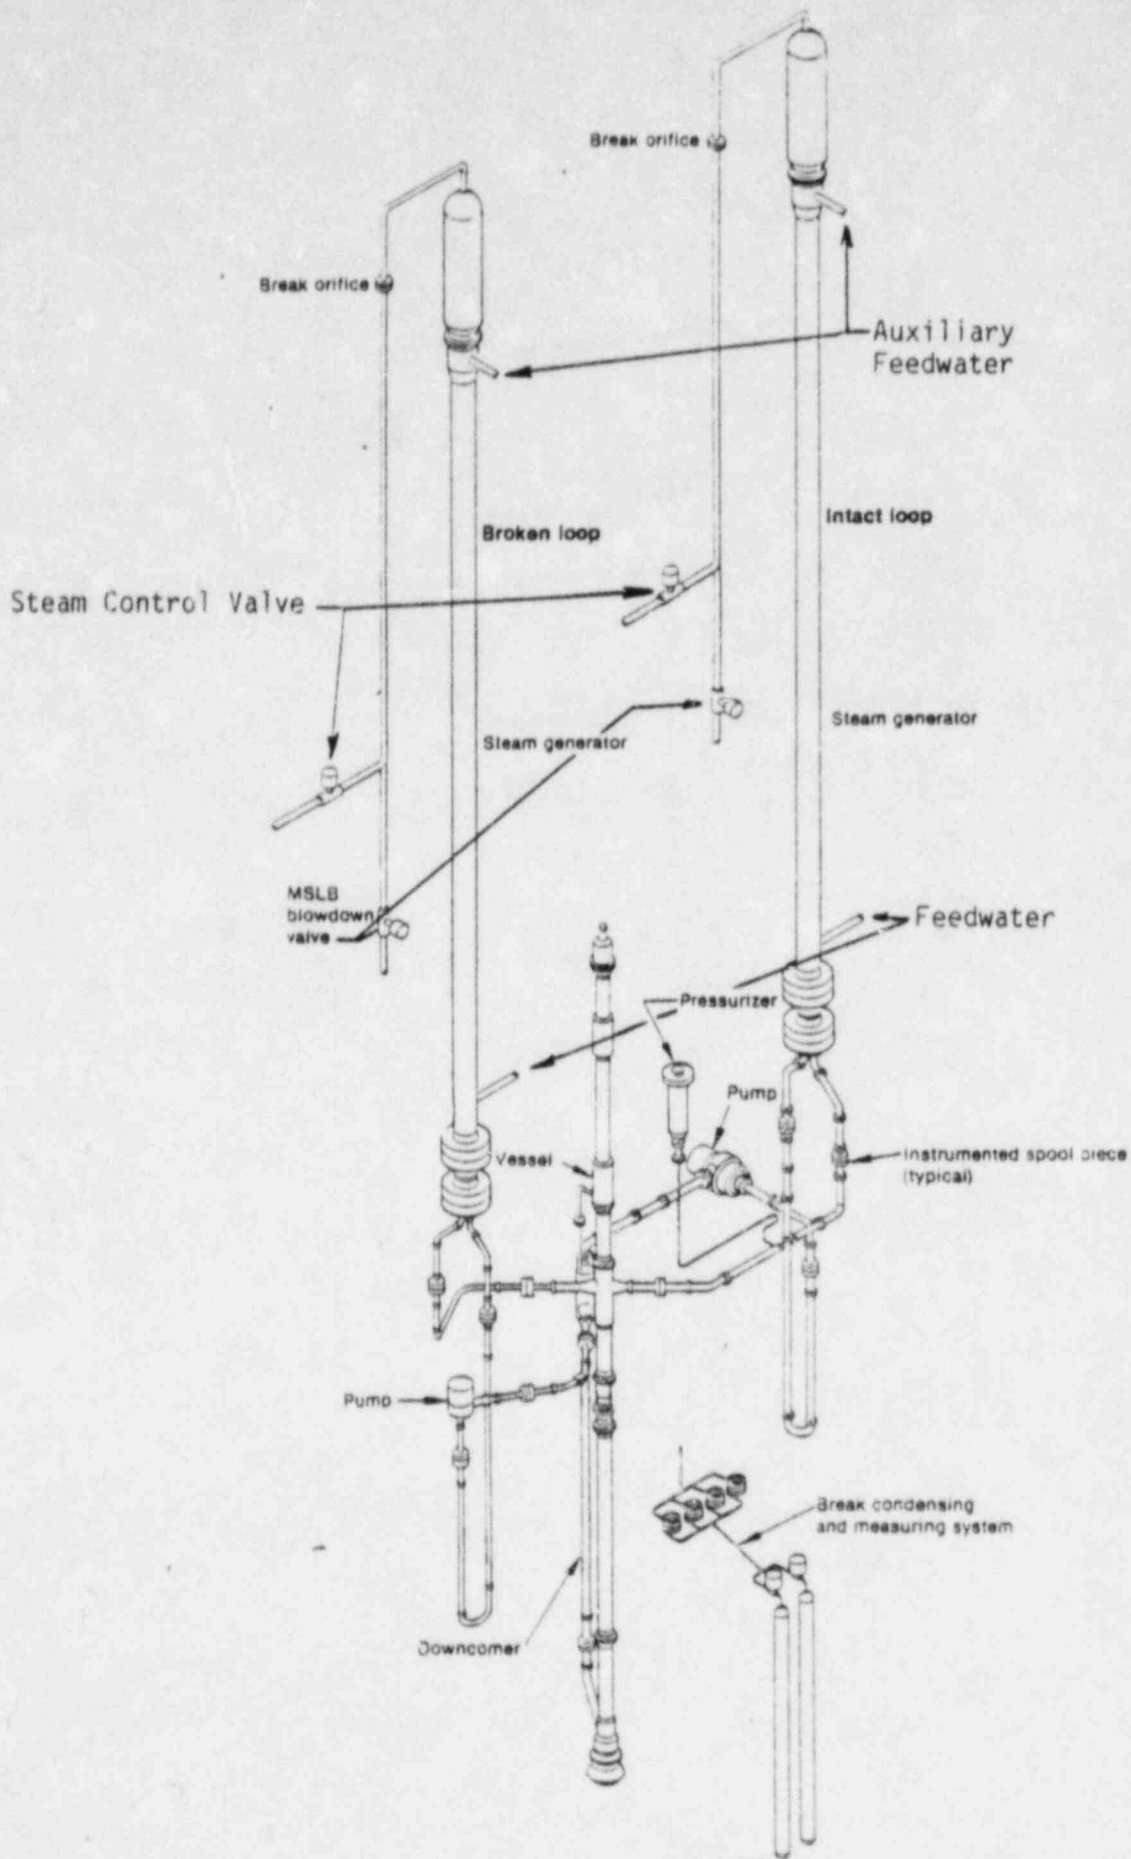 Break orifice
Break orifice
Auxiliary
Feedwater
Broken loop
Intact loop
Steam Control Valve
Steam generator
Steam generator
MSLB
blowdown
valve
Feedwater
Pressurizer
Pump
Vessel
Instrumented spool piece
(typical)
Pump
Break condensing
and measuring system
Downcomer